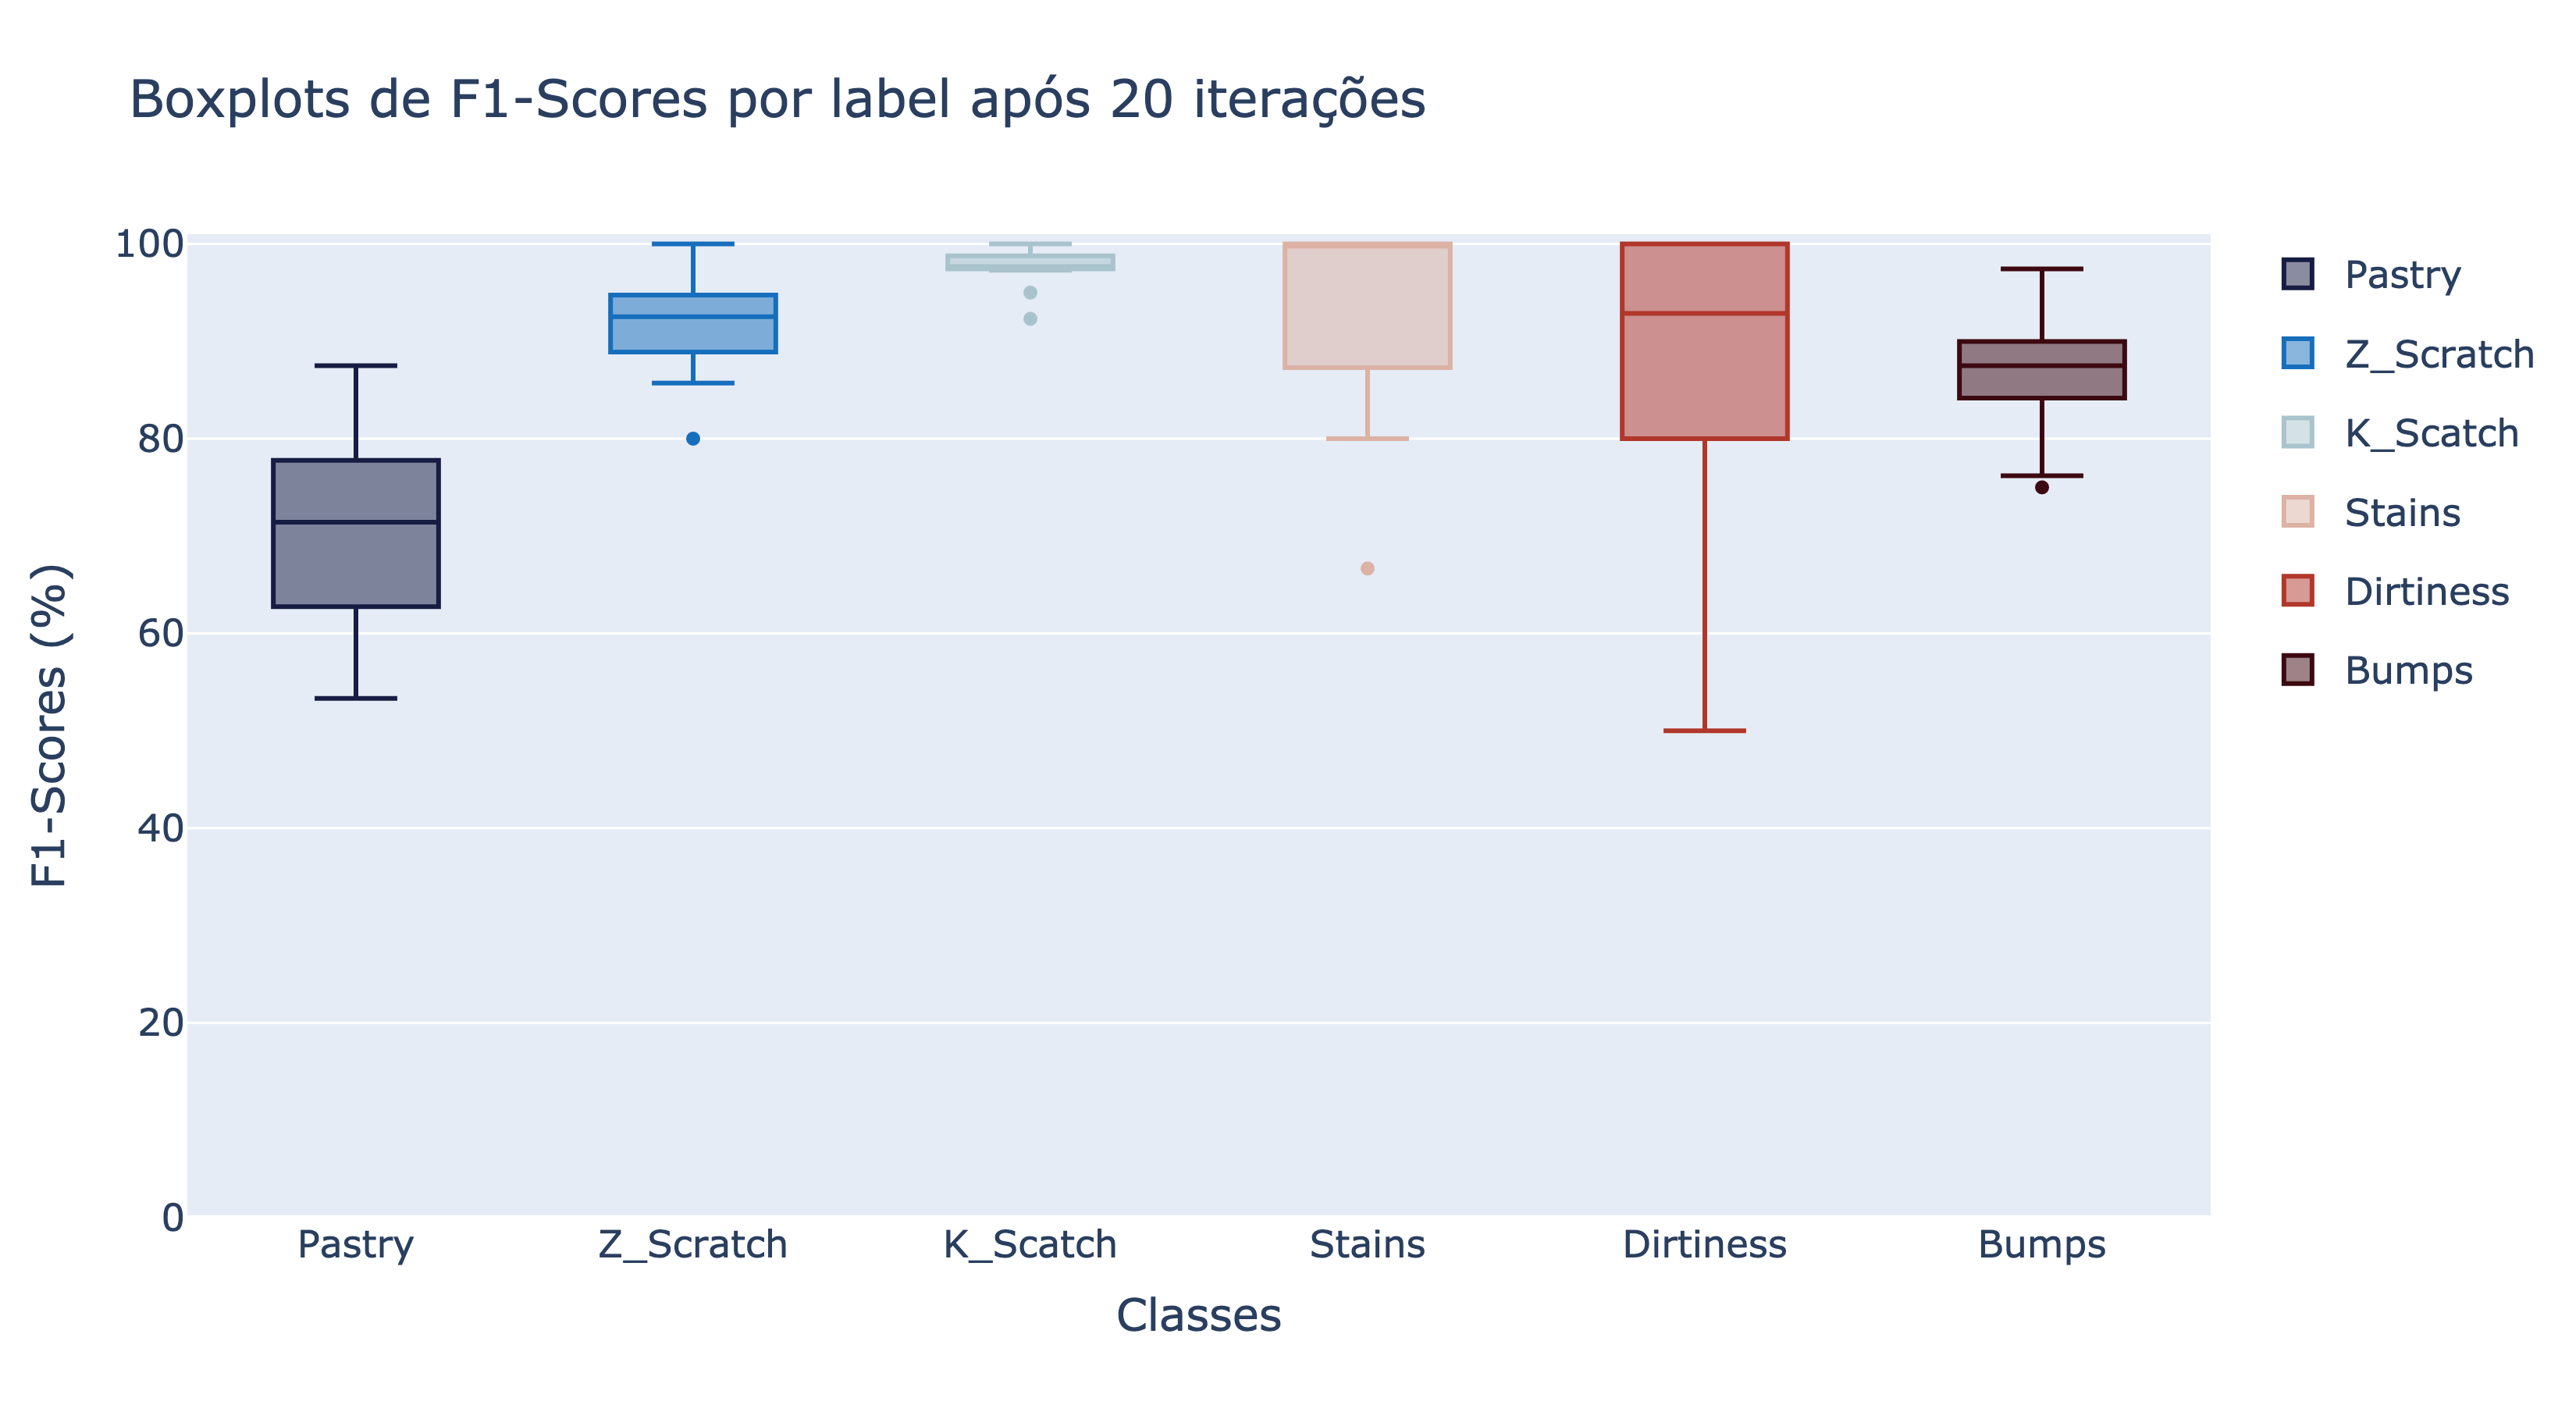 Boxplots de F1-Scores por label após 20 iterações
F1-Scores (%)
100
80
60
40
20
0
Pastry
Z_Scratch
K_Scatch
Stains
Dirtiness
Bumps
Classes
Pastry
Z_Scratch
K_Scatch
Stains
Dirtiness
Bumps